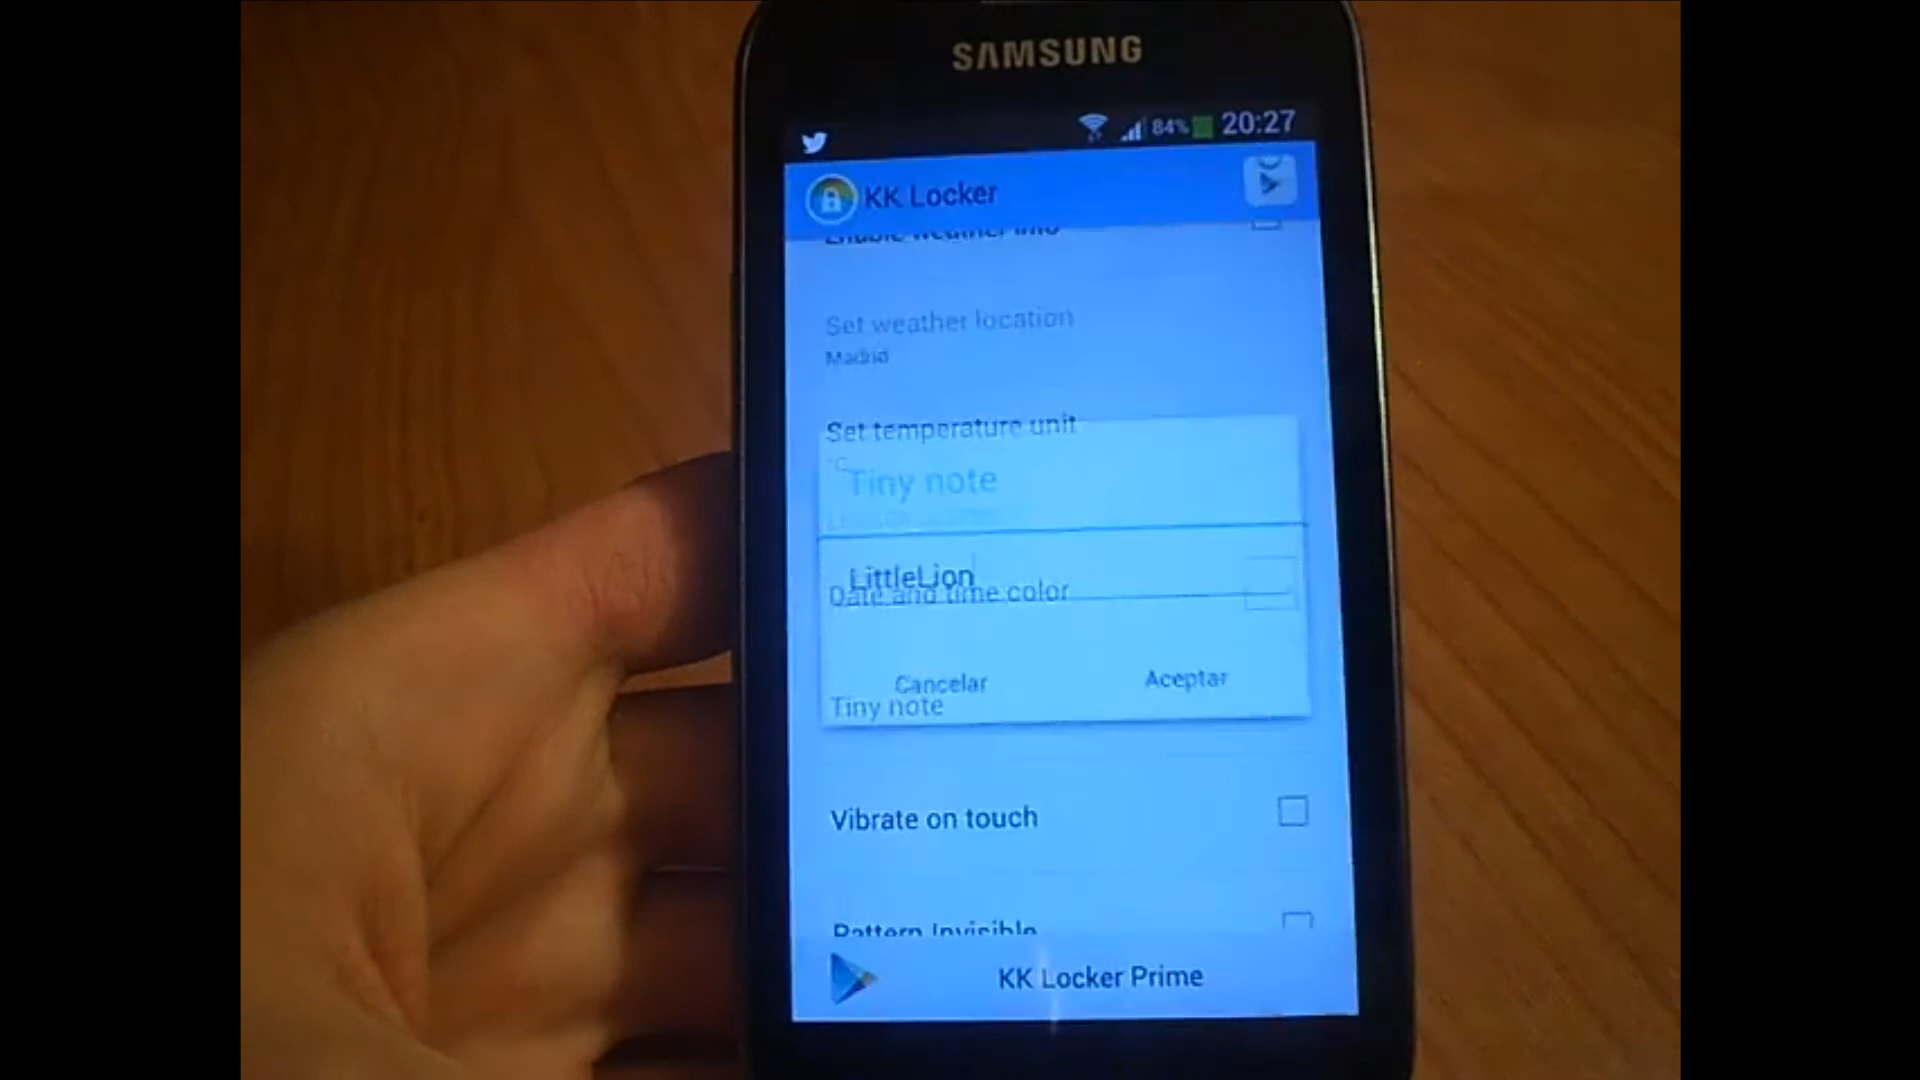 SAMSUNG
84% 20:27
KK Locker
Enable weather info
Set weather location
Madrid
Set temperature unit
°C
Tiny note
LittleLion
Date and time color
Cancelar Aceptar
Tiny note
Vibrate on touch
Pattern Invisible
KK Locker Prime